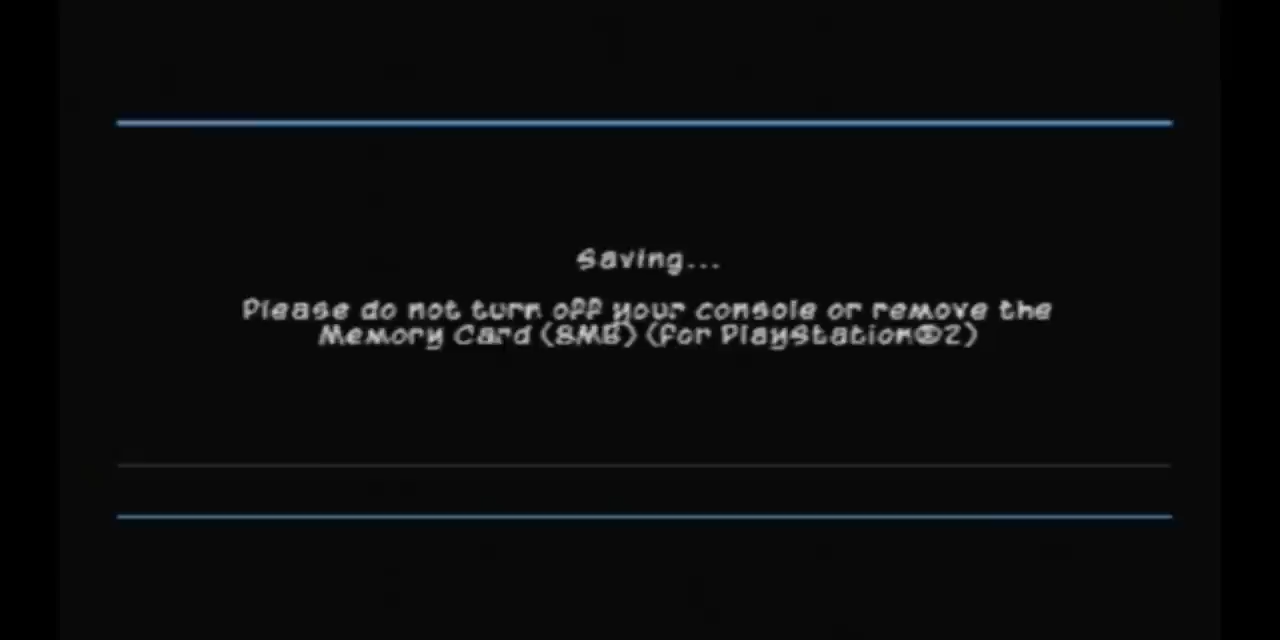 Saving...
Please do not turn off your console or remove the
Memory Card (8MB) (for PlayStation®2)